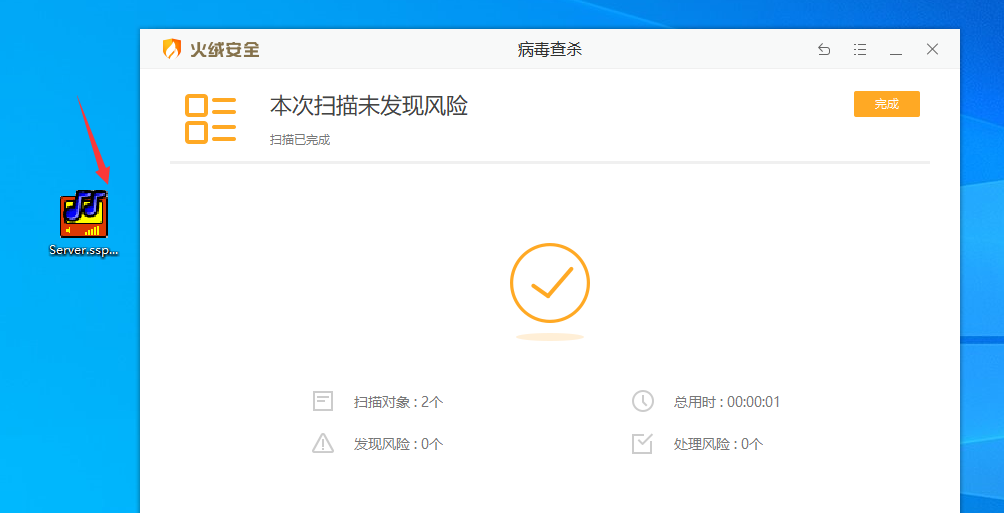 火绒安全
病毒查杀
本次扫描未发现风险
完成
扫描已完成
Server.ssp...
扫描对象 : 2个
总用时 : 00:00:01
发现风险 : 0个
处理风险 : 0个